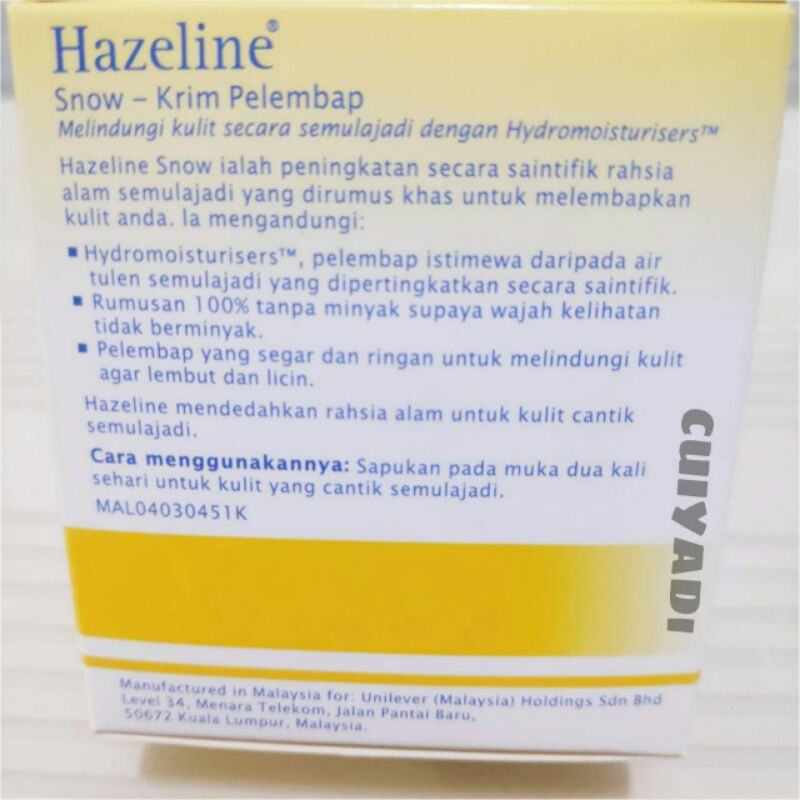 Hazeline®
Snow – Krim Pelembap
Melindungi kulit secara semulajadi dengan Hydromoisturisers™
Hazeline Snow ialah peningkatan secara saintifik rahsia
alam semulajadi yang dirumus khas untuk melembapkan
kulit anda. Ia mengandungi:
▪ Hydromoisturisers™, pelembap istimewa daripada air
tulen semulajadi yang dipertingkatkan secara saintifik.
▪ Rumusan 100% tanpa minyak supaya wajah kelihatan
tidak berminyak.
▪ Pelembap yang segar dan ringan untuk melindungi kulit
agar lembut dan licin.
Hazeline mendedahkan rahsia alam untuk kulit cantik
semulajadi.
Cara menggunakannya: Sapukan pada muka dua kali
sehari untuk kulit yang cantik semulajadi.
MAL04030451K
CUIYADI
Manufactured in Malaysia for: Unilever (Malaysia) Holdings Sdn Bhd
Level 34, Menara Telekom, Jalan Pantai Baru,
50672 Kuala Lumpur, Malaysia.